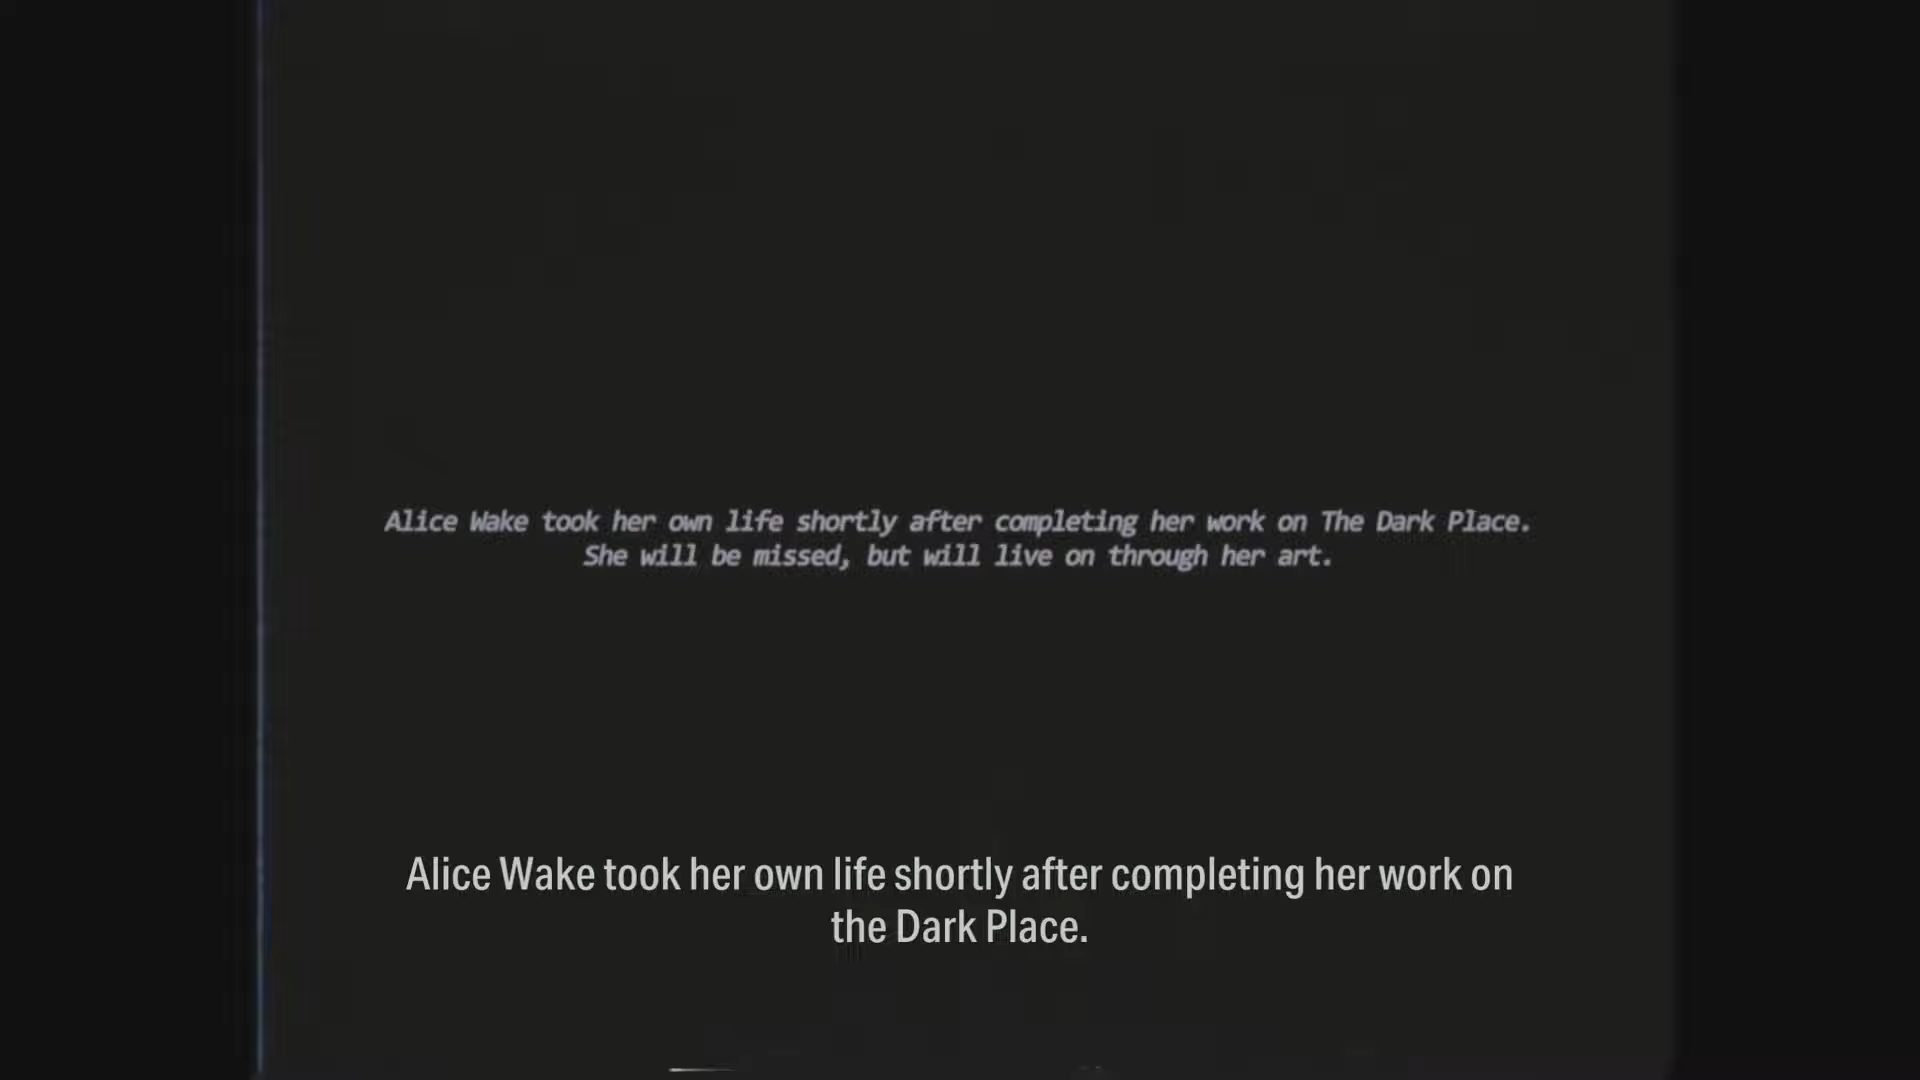 Alice Wake took her own life shortly after completing her work on The Dark Place.
She will be missed, but will live on through her art.
Alice Wake took her own life shortly after completing her work on
the Dark Place.